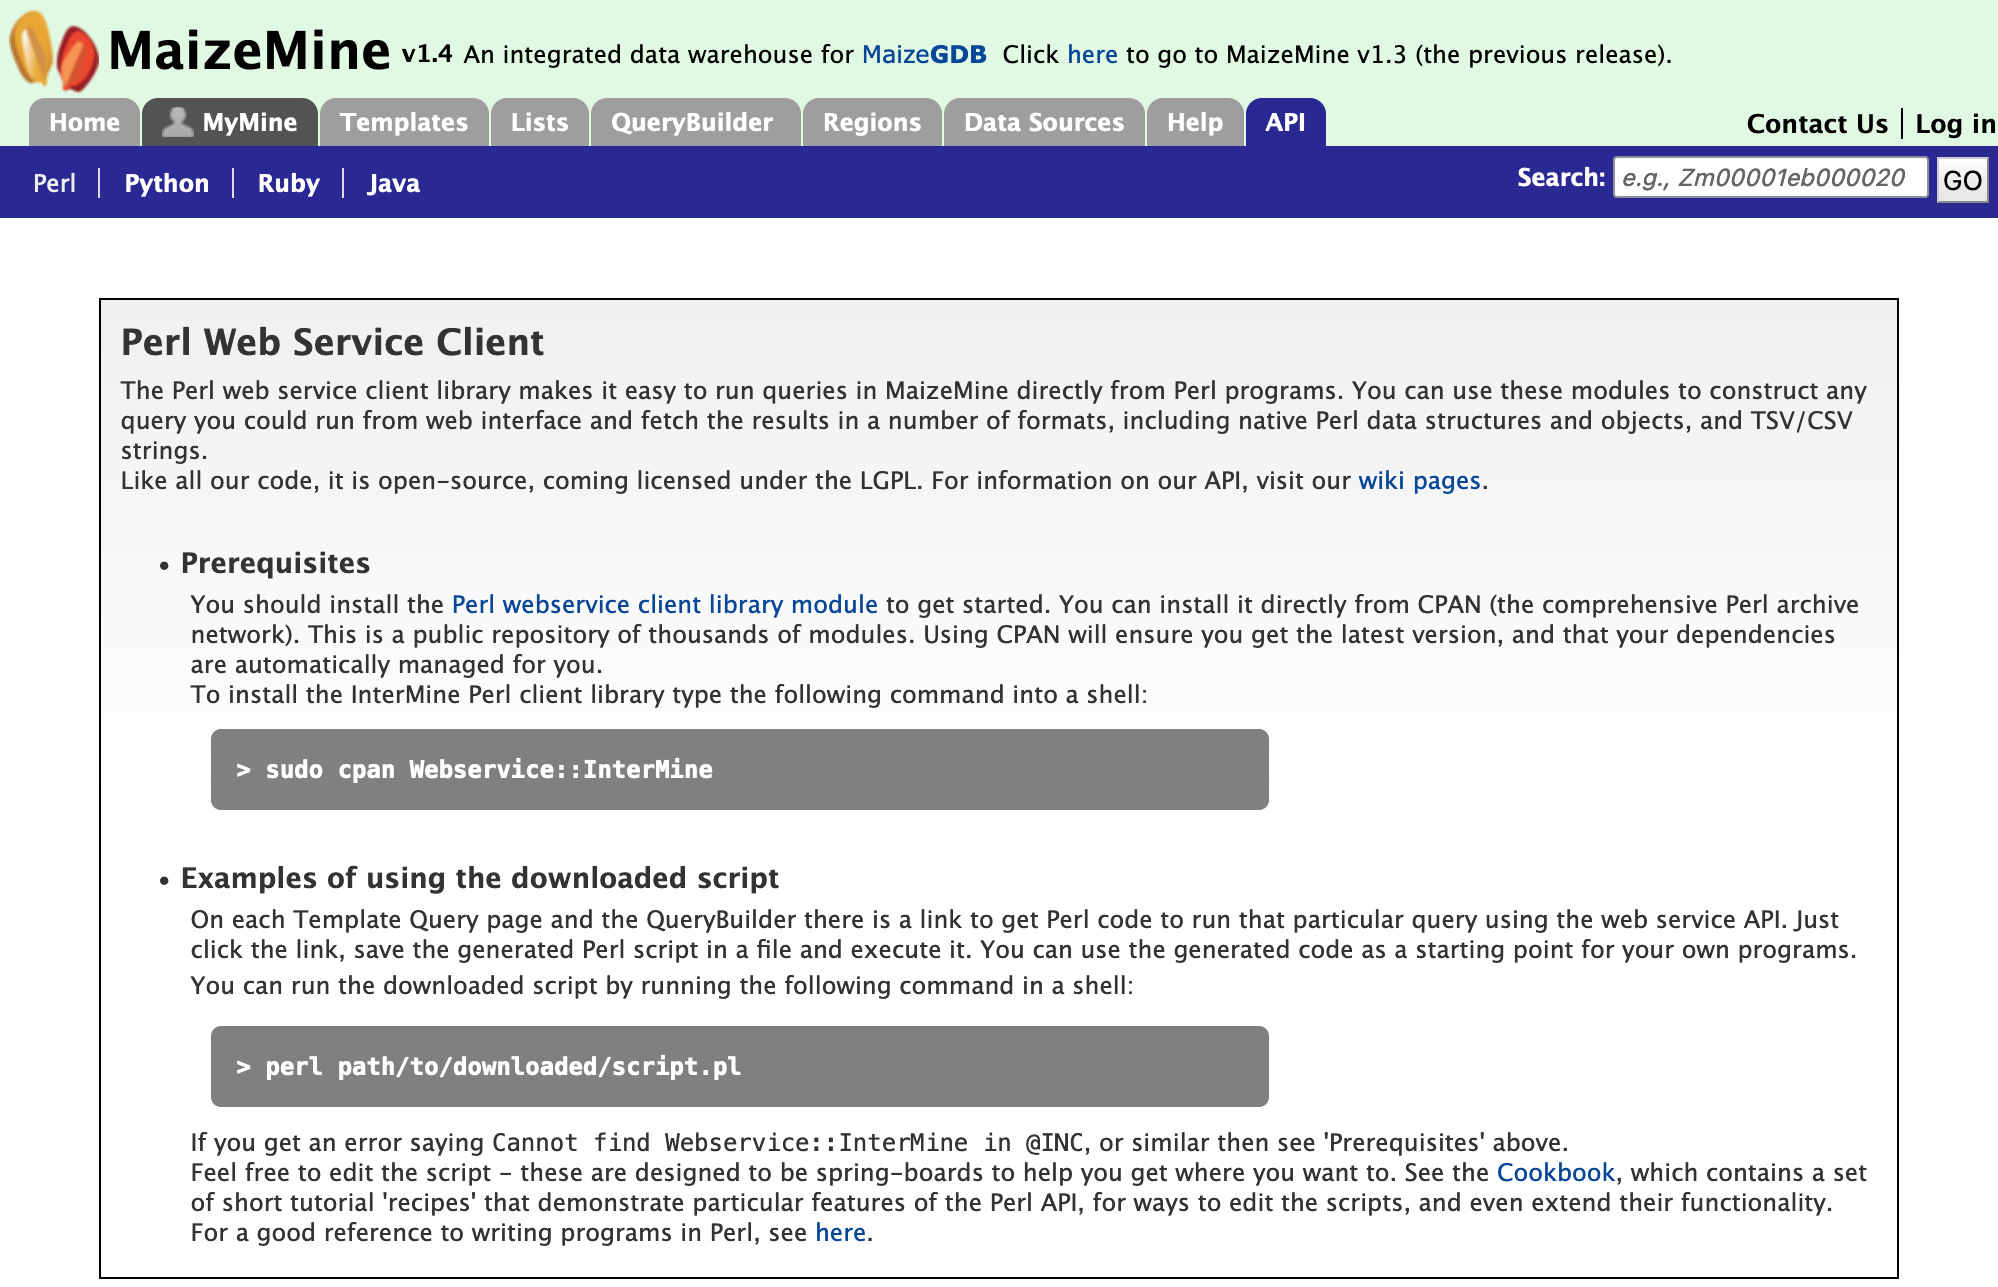 MaizeMine v1.4 An integrated data warehouse for MaizeGDB Click here to go to MaizeMine v1.3 (the previous release).
Home MyMine Templates Lists QueryBuilder Regions Data Sources Help API Contact Us | Log in
Perl | Python | Ruby | Java Search: e.g., Zm00001eb000020 GO
Perl Web Service Client
The Perl web service client library makes it easy to run queries in MaizeMine directly from Perl programs. You can use these modules to construct any
query you could run from web interface and fetch the results in a number of formats, including native Perl data structures and objects, and TSV/CSV
strings.
Like all our code, it is open-source, coming licensed under the LGPL. For information on our API, visit our wiki pages.
• Prerequisites
You should install the Perl webservice client library module to get started. You can install it directly from CPAN (the comprehensive Perl archive
network). This is a public repository of thousands of modules. Using CPAN will ensure you get the latest version, and that your dependencies
are automatically managed for you.
To install the InterMine Perl client library type the following command into a shell:
> sudo cpan Webservice::InterMine
• Examples of using the downloaded script
On each Template Query page and the QueryBuilder there is a link to get Perl code to run that particular query using the web service API. Just
click the link, save the generated Perl script in a file and execute it. You can use the generated code as a starting point for your own programs.
You can run the downloaded script by running the following command in a shell:
> perl path/to/downloaded/script.pl
If you get an error saying Cannot find Webservice::InterMine in @INC, or similar then see 'Prerequisites' above.
Feel free to edit the script - these are designed to be spring-boards to help you get where you want to. See the Cookbook, which contains a set
of short tutorial 'recipes' that demonstrate particular features of the Perl API, for ways to edit the scripts, and even extend their functionality.
For a good reference to writing programs in Perl, see here.